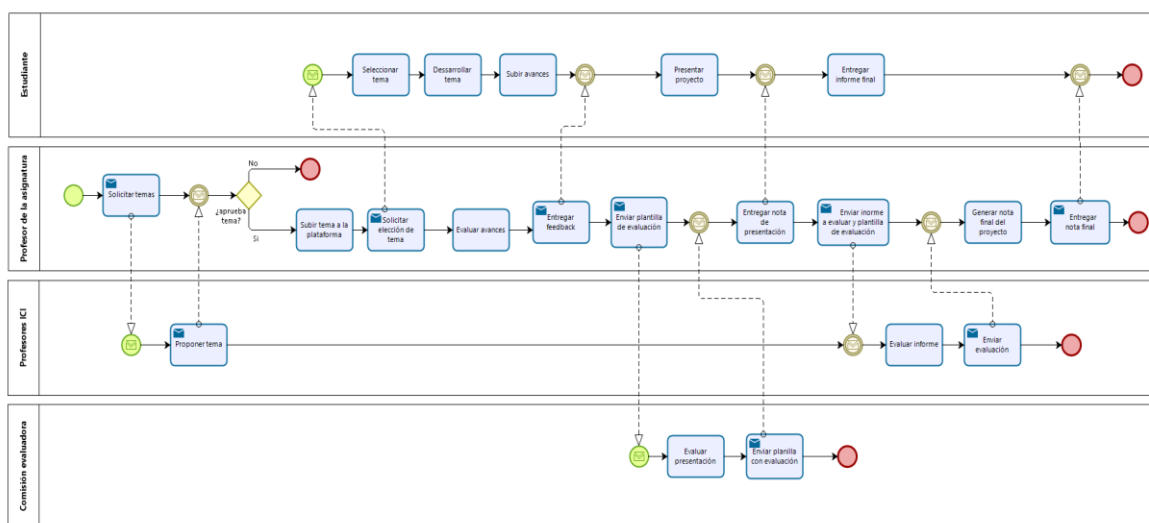 Estudiante
Seleccionar
tema
Dessarrollar
tema
Subir avances
Presentar
proyecto
Entregar
informe final
Profesor de la asignatura
Solicitar temas
¿aprueba
tema?
No
Si
Subir tema a la
plataforma
Solicitar
elección de
tema
Evaluar avances
Entregar
feedback
Enviar plantilla
de evaluación
Entregar nota
de
presentación
Enviar inorme
a evaluar y plantilla
de evaluación
Generar nota
final del
proyecto
Entregar
nota final
Profesores ICI
Proponer tema
Evaluar informe
Enviar
evaluación
Comisión evaluadora
Evaluar
presentación
Enviar planilla
con evaluación